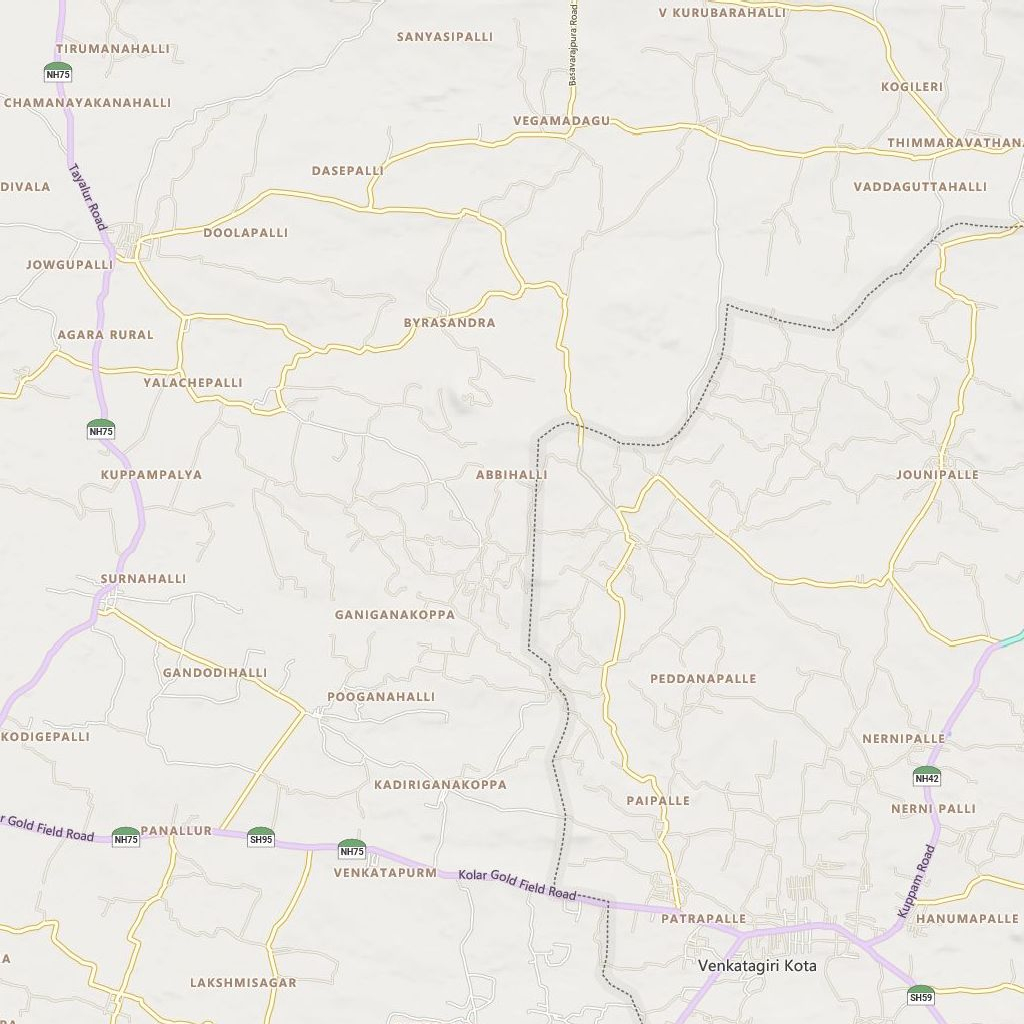 V KURUBARAHALLI
SANYASIPALLI
TIRUMANAHALLI
Basavarajpura Road
NH75
KOGILERI
CHAMANAYAKANAHALLI
VEGAMADAGU
THIMMARAVATHANA
DASEPALLI
DIVALA
VADDAGUTTAHALLI
Tayalur Road
DOOLAPALLI
JOWGUPALLI
BYRASANDRA
AGARA RURAL
YALACHEPALLI
NH75
KUPPAMPALYA
ABBIHALLI
JOUNIPALLE
SURNAHALLI
GANIGANAKOPPA
GANDODIHALLI
PEDDANAPALLE
POOGANAHALLI
KODIGEPALLI
NERNIPALLE
NH42
KADIRIGANAKOPPA
PAIPALLE
NERNI PALLI
r Gold Field Road
NH75
PANALLUR
SH95
NH75
VENKATAPURM
Kolar Gold Field Road
Kuppam Road
PATRAPALLE
HANUMAPALLE
A
Venkatagiri Kota
LAKSHMISAGAR
SH59